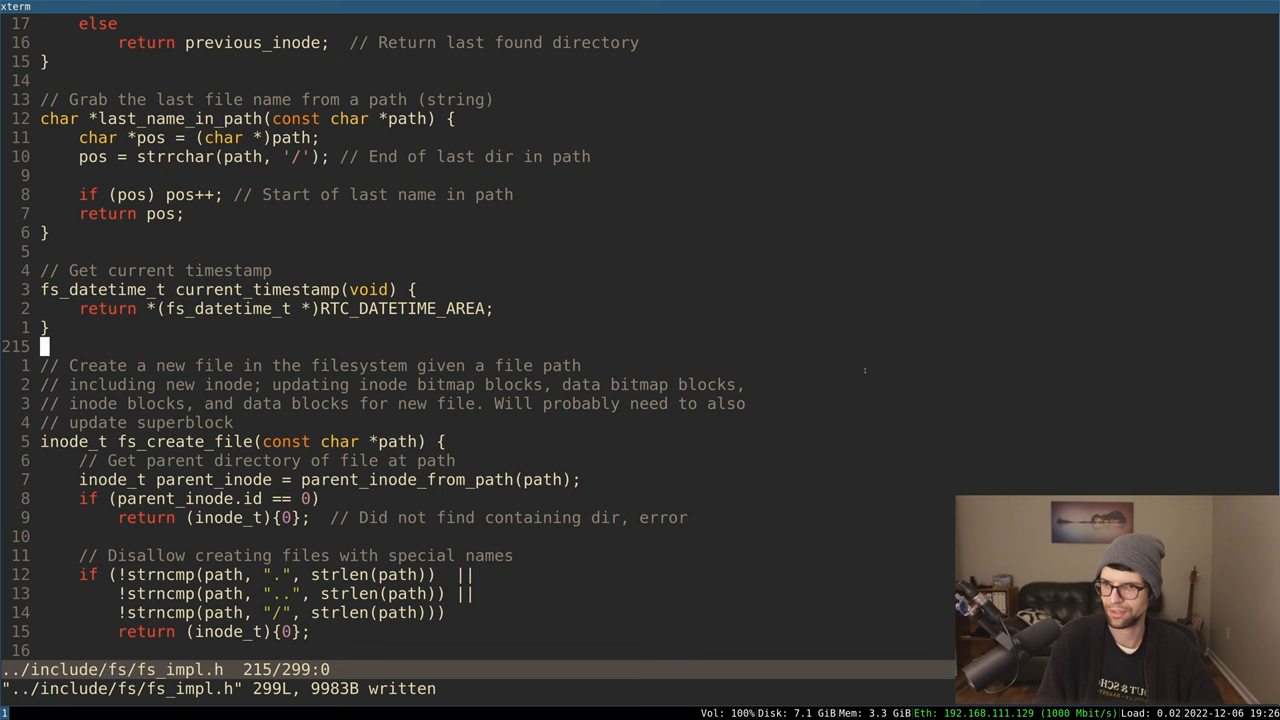 xterm
17     else
16         return previous_inode;  // Return last found directory
15 }
14
13 // Grab the last file name from a path (string)
12 char *last_name_in_path(const char *path) {
11     char *pos = (char *)path;
10     pos = strrchar(path, '/'); // End of last dir in path
9
8     if (pos) pos++; // Start of last name in path
7     return pos;
6 }
5
4 // Get current timestamp
3 fs_datetime_t current_timestamp(void) {
2     return *(fs_datetime_t *)RTC_DATETIME_AREA;
1 }
215
1 // Create a new file in the filesystem given a file path
2 // including new inode; updating inode bitmap blocks, data bitmap blocks,
3 // inode blocks, and data blocks for new file. Will probably need to also
4 // update superblock
5 inode_t fs_create_file(const char *path) {
6     // Get parent directory of file at path
7     inode_t parent_inode = parent_inode_from_path(path);
8     if (parent_inode.id == 0)
9         return (inode_t){0};  // Did not find containing dir, error
10
11     // Disallow creating files with special names
12     if (!strncmp(path, ".", strlen(path))  ||
13         !strncmp(path, "..", strlen(path)) ||
14         !strncmp(path, "/", strlen(path)))
15         return (inode_t){0};
16
../include/fs/fs_impl.h  215/299:0
"../include/fs/fs_impl.h" 299L, 9983B written
1 Vol: 100% Disk: 7.1 GiB Mem: 3.3 GiB Eth: 192.168.111.129 (1000 Mbit/s) Load: 0.02 2022-12-06 19:26